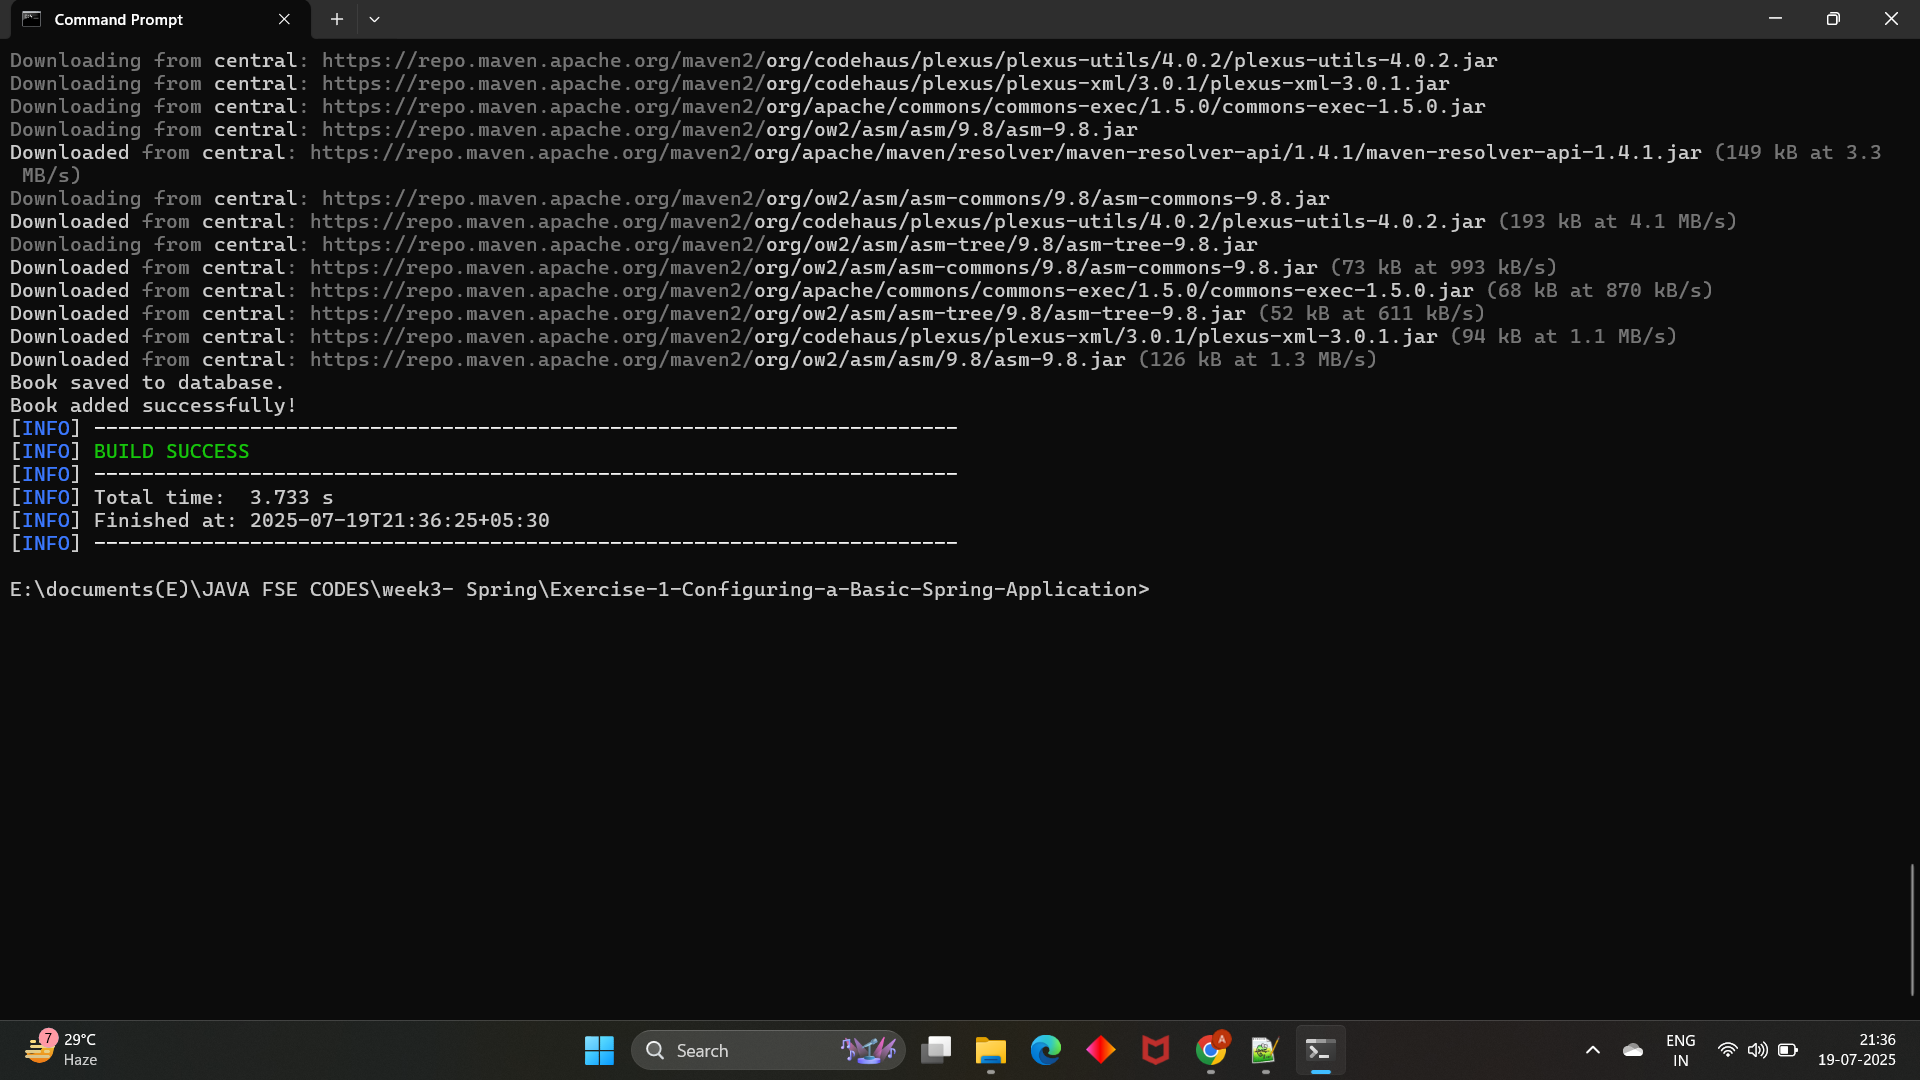 Command Prompt
Downloading from central: https://repo.maven.apache.org/maven2/org/codehaus/plexus/plexus-utils/4.0.2/plexus-utils-4.0.2.jar
Downloading from central: https://repo.maven.apache.org/maven2/org/codehaus/plexus/plexus-xml/3.0.1/plexus-xml-3.0.1.jar
Downloading from central: https://repo.maven.apache.org/maven2/org/apache/commons/commons-exec/1.5.0/commons-exec-1.5.0.jar
Downloading from central: https://repo.maven.apache.org/maven2/org/ow2/asm/asm/9.8/asm-9.8.jar
Downloaded from central: https://repo.maven.apache.org/maven2/org/apache/maven/resolver/maven-resolver-api/1.4.1/maven-resolver-api-1.4.1.jar (149 kB at 3.3
MB/s)
Downloading from central: https://repo.maven.apache.org/maven2/org/ow2/asm/asm-commons/9.8/asm-commons-9.8.jar
Downloaded from central: https://repo.maven.apache.org/maven2/org/codehaus/plexus/plexus-utils/4.0.2/plexus-utils-4.0.2.jar (193 kB at 4.1 MB/s)
Downloading from central: https://repo.maven.apache.org/maven2/org/ow2/asm/asm-tree/9.8/asm-tree-9.8.jar
Downloaded from central: https://repo.maven.apache.org/maven2/org/ow2/asm/asm-commons/9.8/asm-commons-9.8.jar (73 kB at 993 kB/s)
Downloaded from central: https://repo.maven.apache.org/maven2/org/apache/commons/commons-exec/1.5.0/commons-exec-1.5.0.jar (68 kB at 870 kB/s)
Downloaded from central: https://repo.maven.apache.org/maven2/org/ow2/asm/asm-tree/9.8/asm-tree-9.8.jar (52 kB at 611 kB/s)
Downloaded from central: https://repo.maven.apache.org/maven2/org/codehaus/plexus/plexus-xml/3.0.1/plexus-xml-3.0.1.jar (94 kB at 1.1 MB/s)
Downloaded from central: https://repo.maven.apache.org/maven2/org/ow2/asm/asm/9.8/asm-9.8.jar (126 kB at 1.3 MB/s)
Book saved to database.
Book added successfully!
[INFO] ------------------------------------------------------------------------
[INFO] BUILD SUCCESS
[INFO] ------------------------------------------------------------------------
[INFO] Total time:  3.733 s
[INFO] Finished at: 2025-07-19T21:36:25+05:30
[INFO] ------------------------------------------------------------------------
E:\documents(E)\JAVA FSE CODES\week3- Spring\Exercise-1-Configuring-a-Basic-Spring-Application>
7
29°C
Haze
Search
A
ENG
IN
21:36
19-07-2025